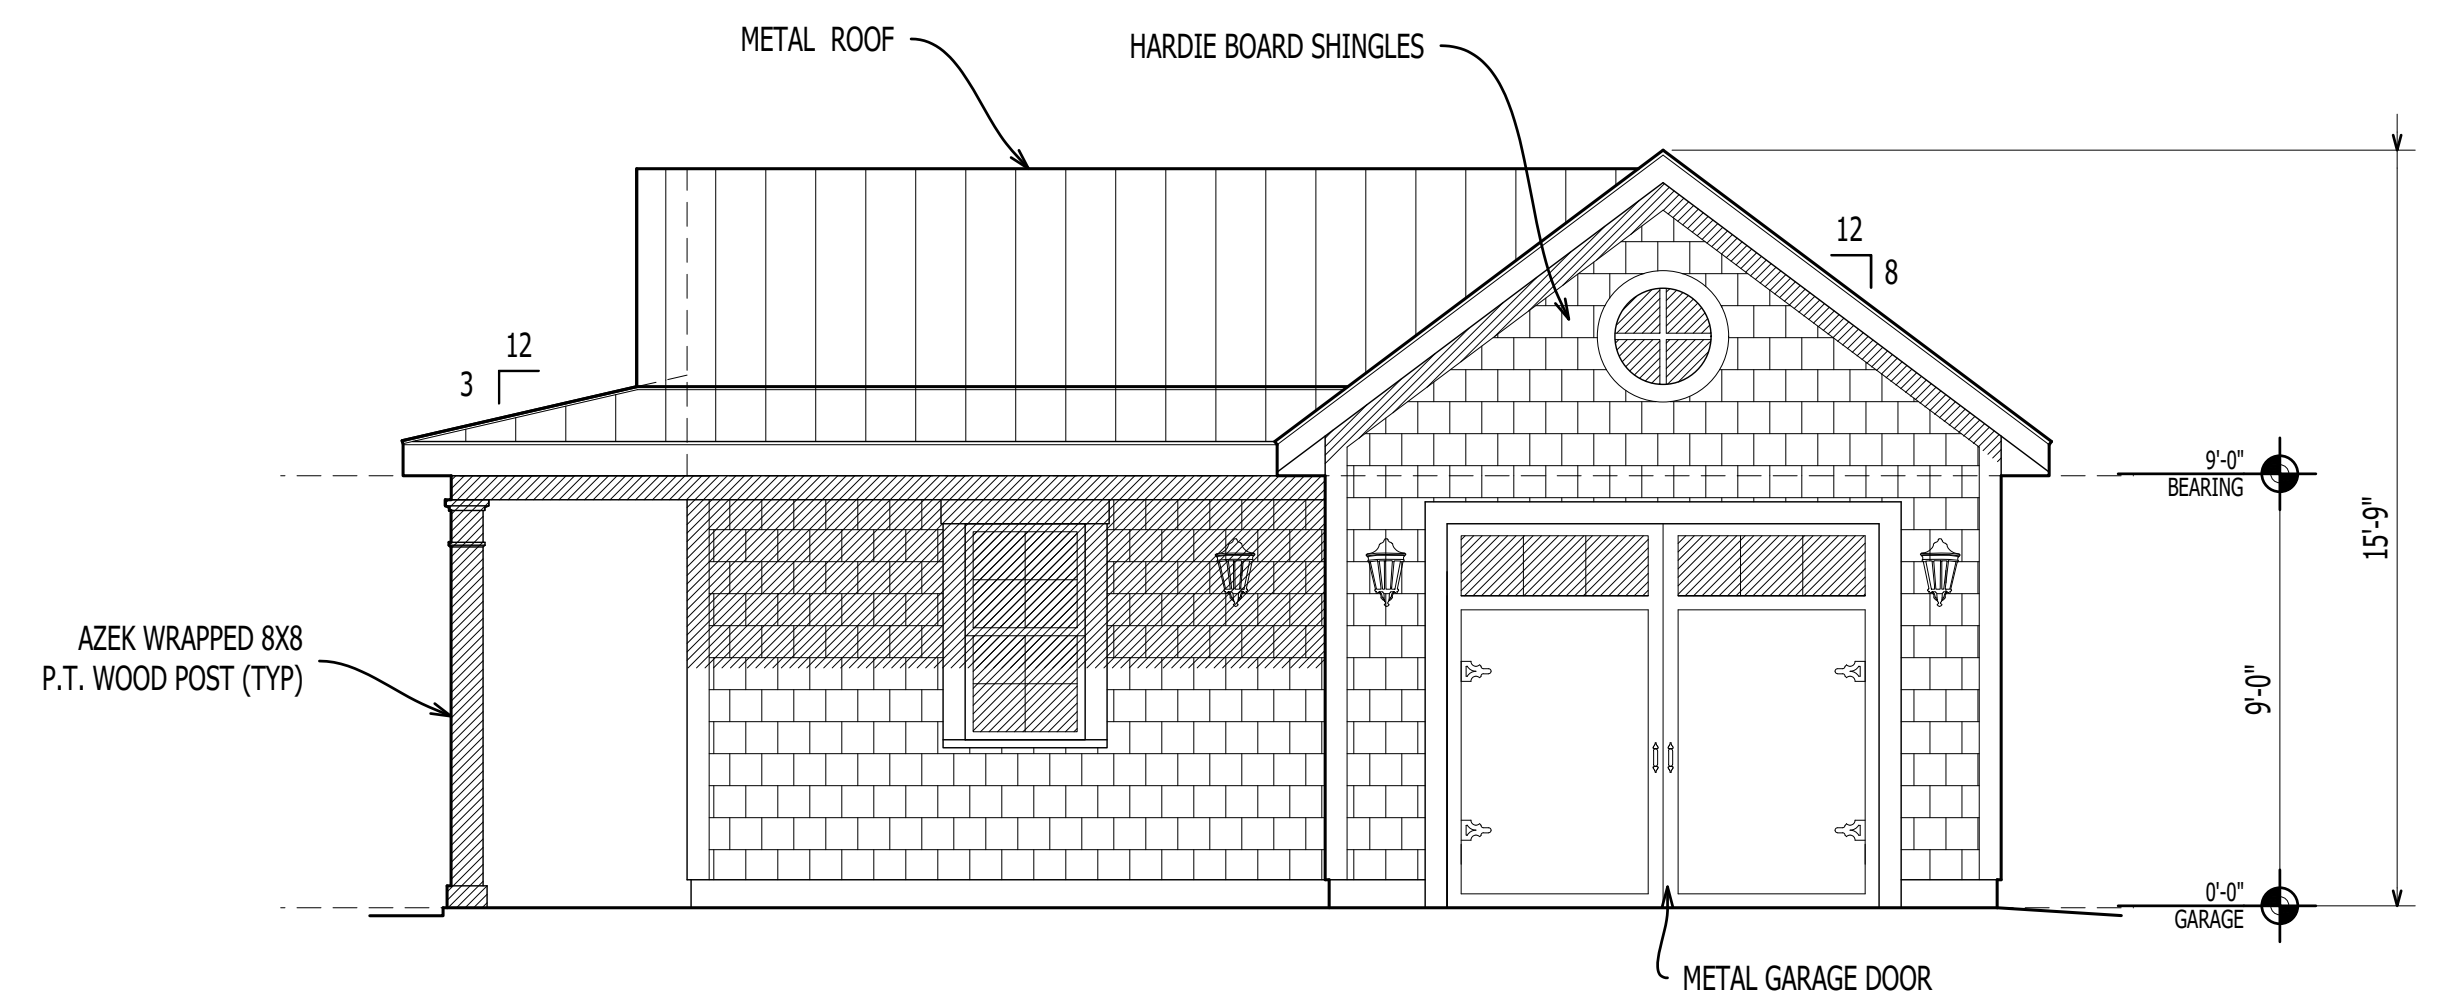 METAL ROOF
HARDIE BOARD SHINGLES
12
8
12
3
9'-0"
BEARING
15'-9"
AZEK WRAPPED 8X8
P.T. WOOD POST (TYP)
9'-0"
0'-0"
GARAGE
METAL GARAGE DOOR